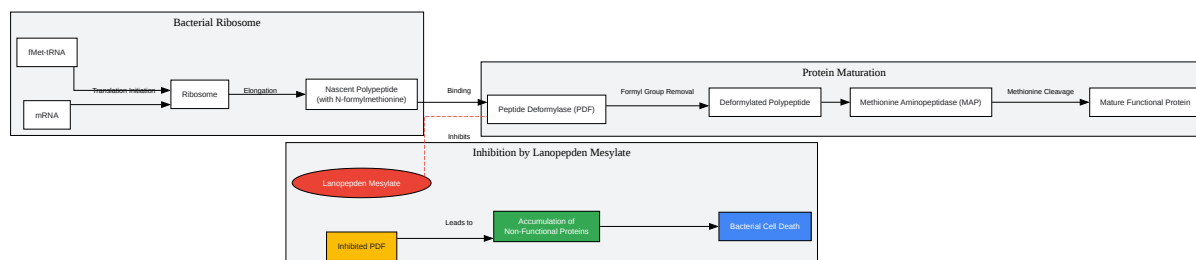 Bacterial Ribosome
fMet-tRNA
Translation Initiation
mRNA
Ribosome
Elongation
Nascent Polypeptide
(with N-formylmethionine)
Binding
Protein Maturation
Peptide Deformylase (PDF)
Formyl Group Removal
Deformylated Polypeptide
Methionine Aminopeptidase (MAP)
Methionine Cleavage
Mature Functional Protein
Inhibits
Inhibition by Lanopepden Mesylate
Lanopepden Mesylate
Inhibited PDF
Leads to
Accumulation of
Non-Functional Proteins
Bacterial Cell Death